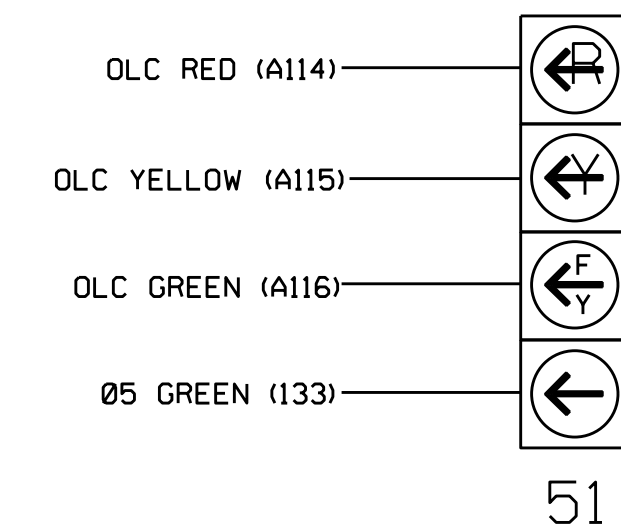 OLC RED (A114)
R
OLC YELLOW (A115)
Y
OLC GREEN (A116)
F
Y
Ø5 GREEN (133)
51